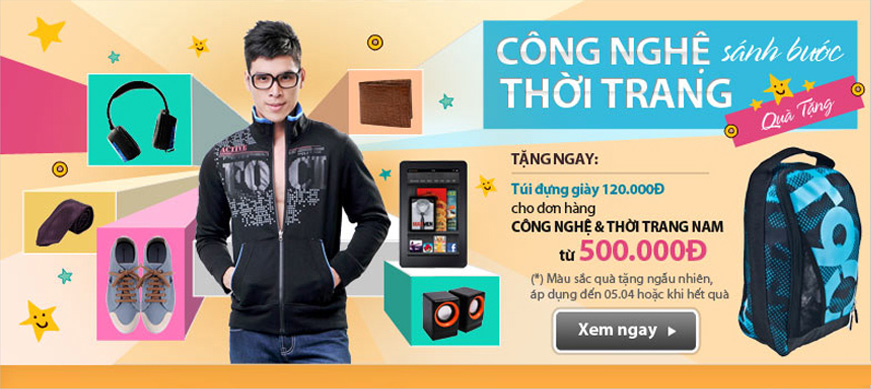 CÔNG NGHỆ sánh bước
THỜI TRANG
Quà Tặng
TẶNG NGAY:
Túi đựng giày 120.000Đ
cho đơn hàng
CÔNG NGHỆ & THỜI TRANG NAM
từ 500.000Đ
(*) Màu sắc quà tặng ngẫu nhiên,
áp dụng đến 05.04 hoặc khi hết quà
Xem ngay
ACTIVE